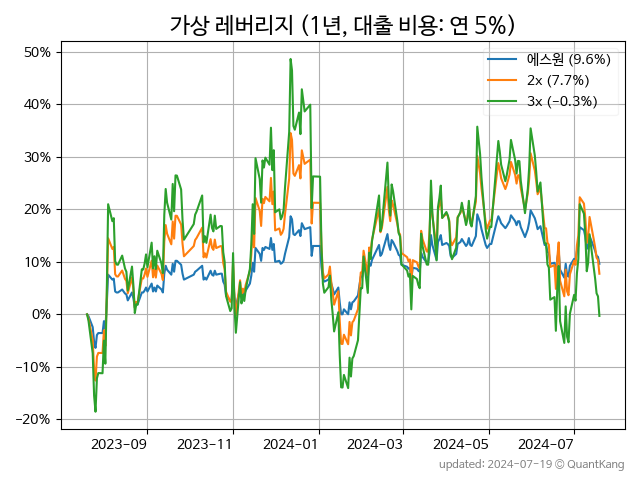 가상 레버리지 (1년, 대출 비용: 연 5%)
에스원 (9.6%)
2x (7.7%)
3x (−0.3%)
50%
40%
30%
20%
10%
0%
−10%
−20%
2023-09
2023-11
2024-01
2024-03
2024-05
2024-07
updated: 2024-07-19 © QuantKang